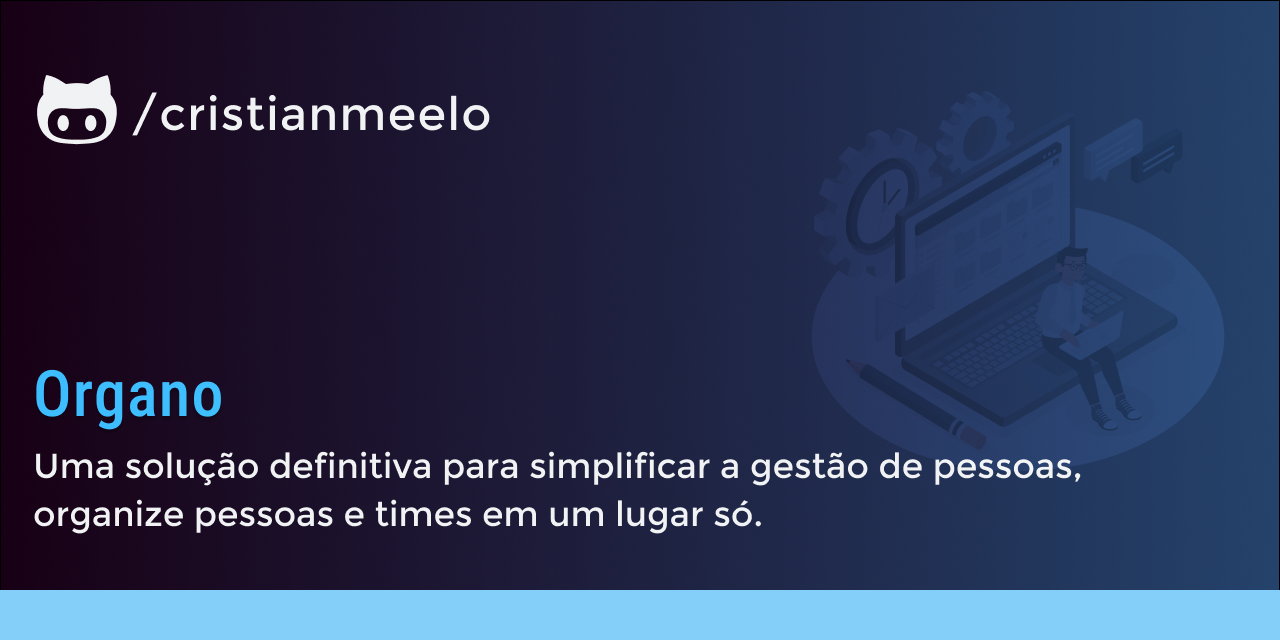 /cristianmeelo
Organo
Uma solução definitiva para simplificar a gestão de pessoas,
organize pessoas e times em um lugar só.